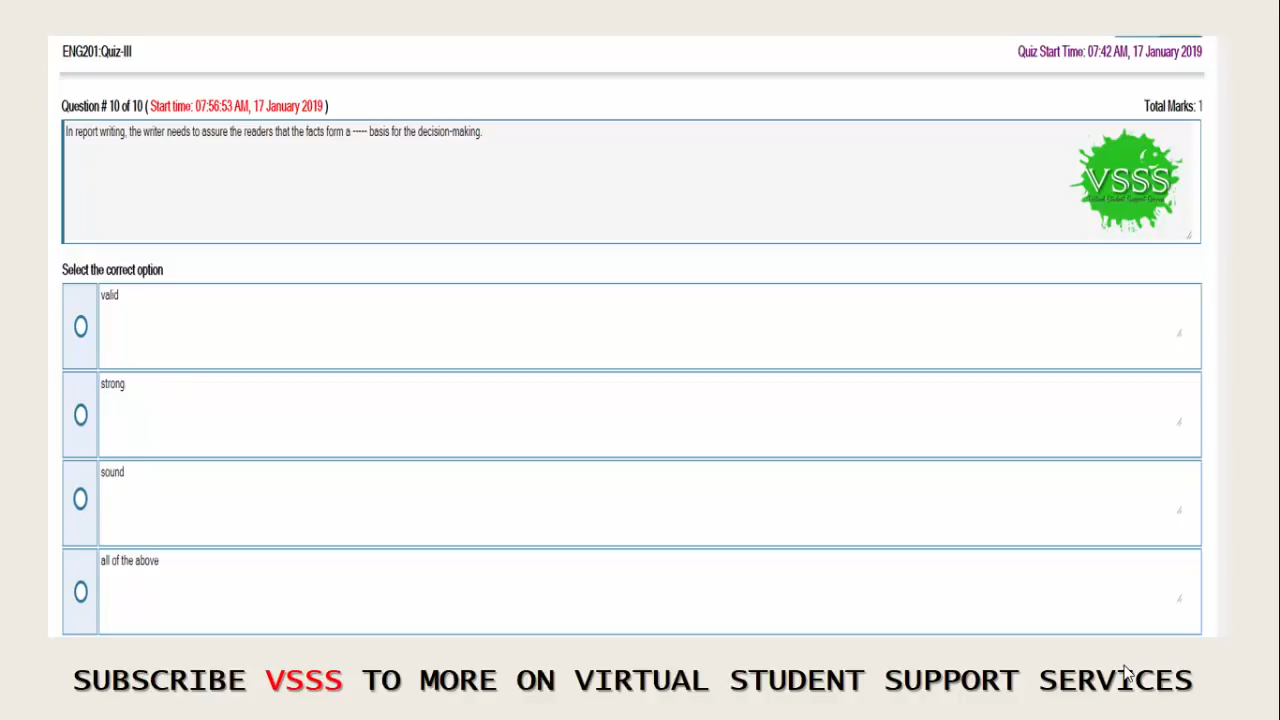 ENG201:Quiz-III
Quiz Start Time: 07:42 AM, 17 January 2019
Question # 10 of 10 ( Start time: 07:56:53 AM, 17 January 2019 )
Total Marks: 1
In report writing, the writer needs to assure the readers that the facts form a ----- basis for the decision-making.
VSSS
Select the correct option
valid
strong
sound
all of the above
SUBSCRIBE VSSS TO MORE ON VIRTUAL STUDENT SUPPORT SERVICES